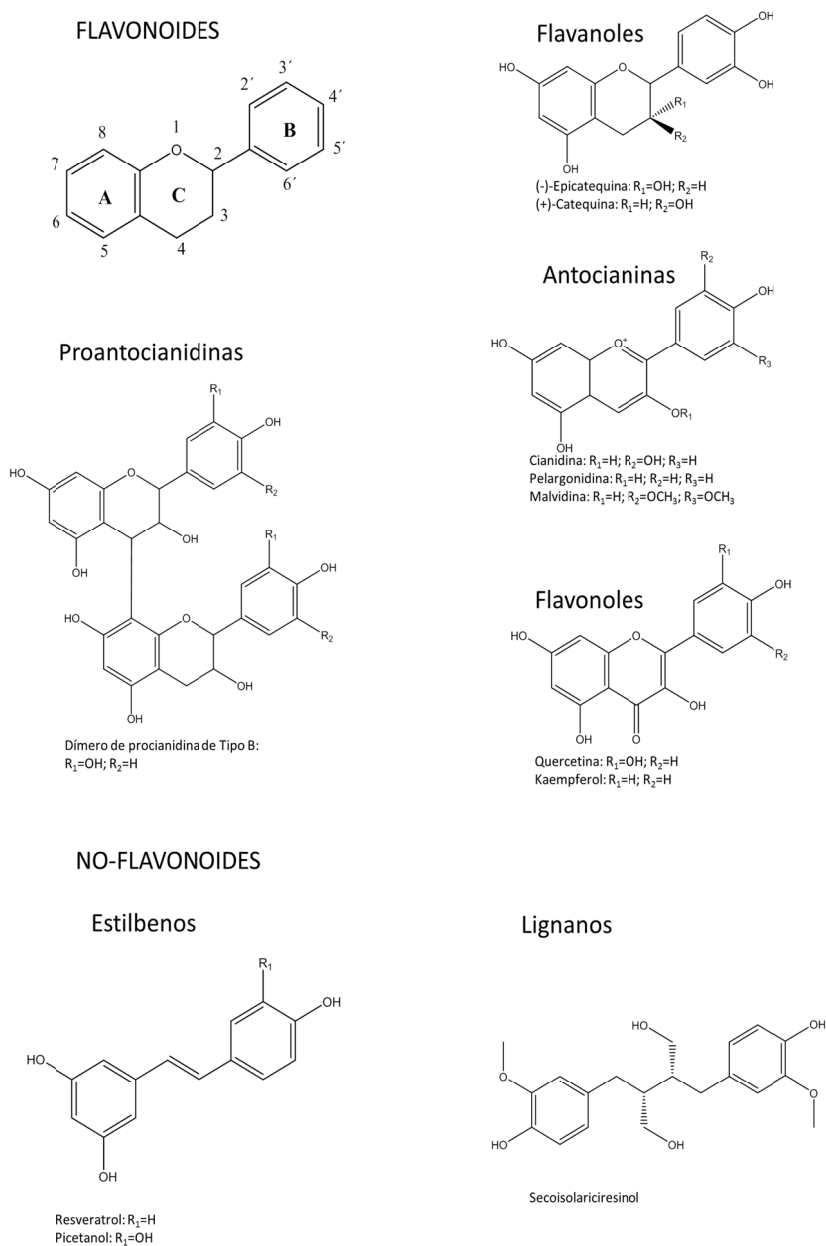 FLAVONOIDES
1
2
3
4
5
6
7
8
2´
3´
4´
5´
6´
O
A
B
C
Flavanoles
OH
OH
HO
O
R₁
R₂
OH
(-)-Epicatequina: R₁=OH; R₂=H
(+)-Catequina: R₁=H; R₂=OH
Antocianinas
R₂
OH
HO
O⁺
R₃
OR₁
OH
Cianidina: R₁=H; R₂=OH; R₃=H
Pelargonidina: R₁=H; R₂=H; R₃=H
Malvidina: R₁=H; R₂=OCH₃; R₃=OCH₃
Proantocianidinas
R₁
OH
HO
O
R₂
OH
OH
R₁
OH
HO
O
R₂
OH
OH
Dímero de procianidina de Tipo B:
R₁=OH; R₂=H
Flavonoles
R₁
OH
HO
O
R₂
OH
OH
O
Quercetina: R₁=OH; R₂=H
Kaempferol: R₁=H; R₂=H
NO-FLAVONOIDES
Estilbenos
R₁
OH
HO
OH
Resveratrol: R₁=H
Picetanol: R₁=OH
Lignanos
HO
OH
O
O
HO
OH
Secoisolariciresinol